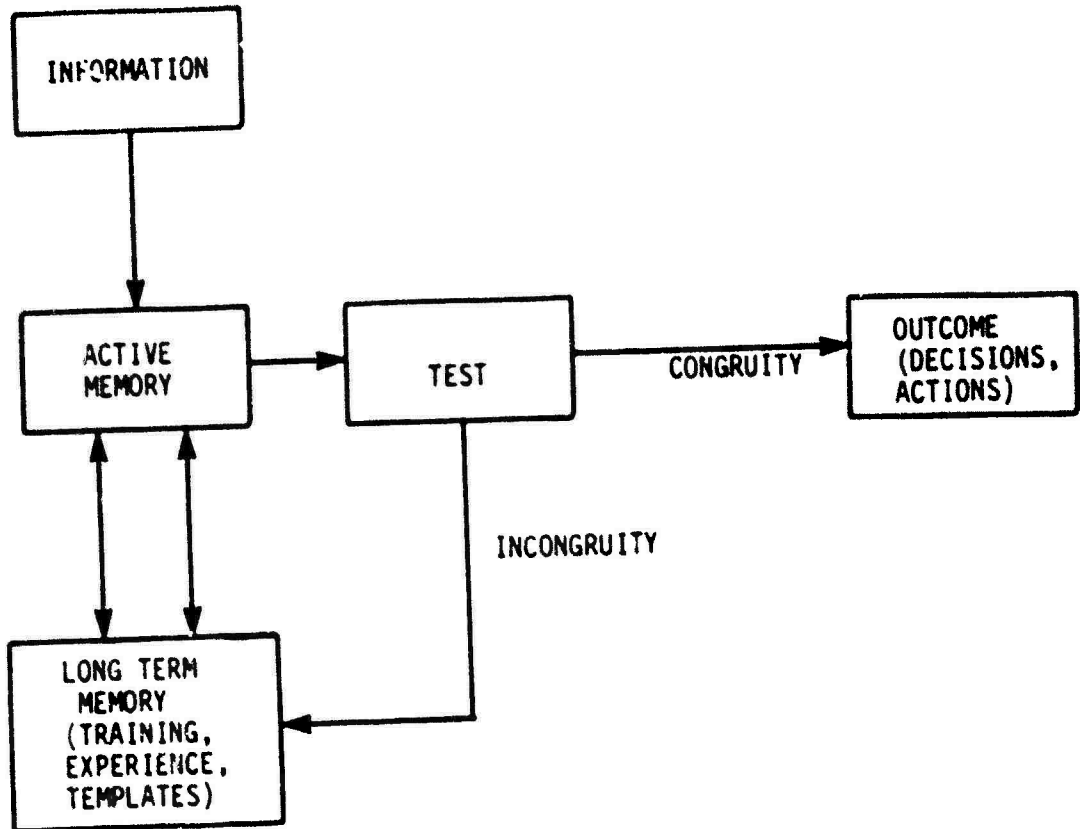 INFORMATION
ACTIVE
MEMORY
TEST
CONGRUITY
OUTCOME
(DECISIONS,
ACTIONS)
INCONGRUITY
LONG TERM
MEMORY
(TRAINING,
EXPERIENCE,
TEMPLATES)